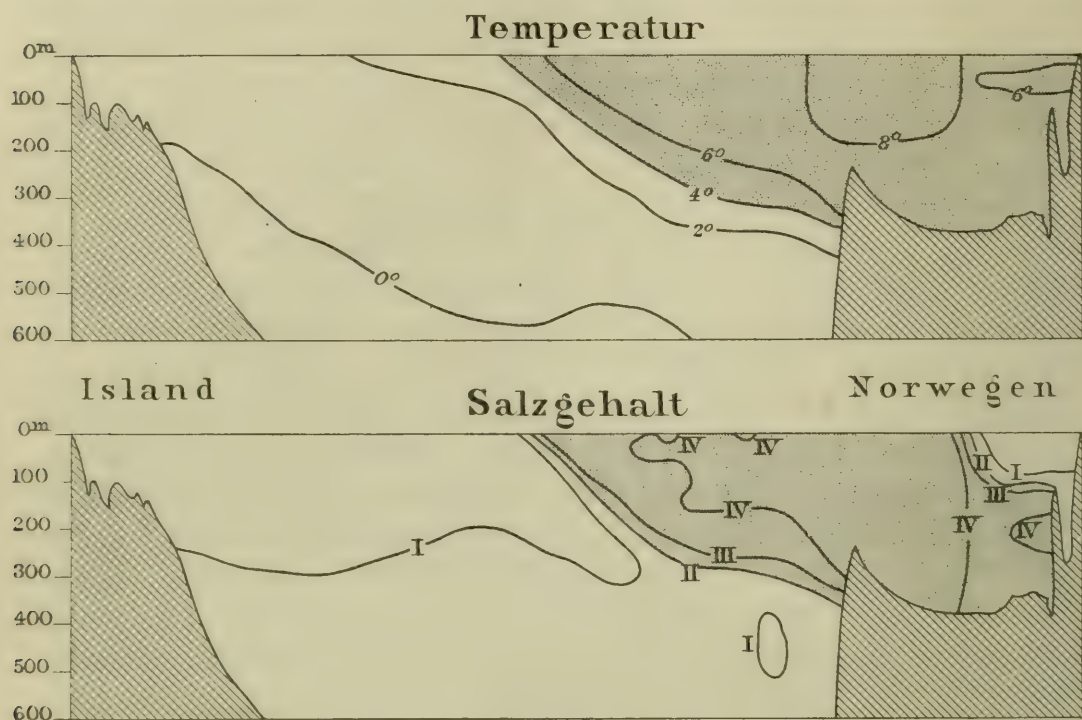 Temperatur
0m
100
200
300
400
500
600
0°
2°
4°
6°
8°
6°
Island
Norwegen
Salzgehalt
0m
100
200
300
400
500
600
I
I
II
III
IV
IV
IV
IV
IV
III
II
I